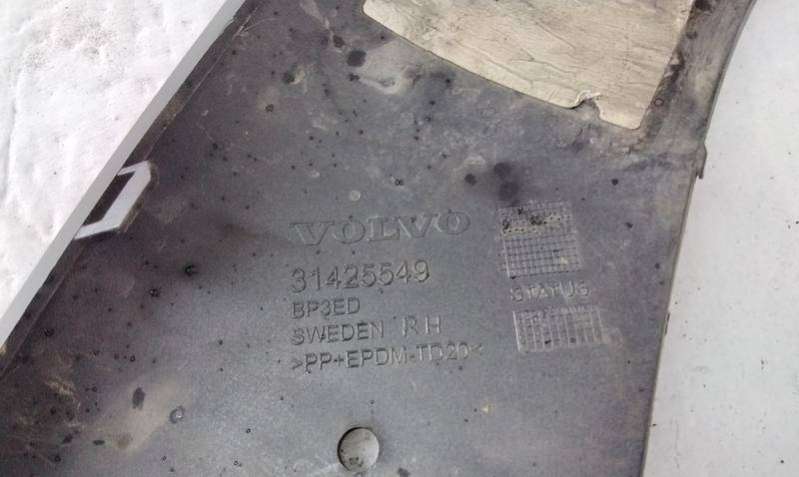 VOLVO
31425549
BP3ED
SWEDEN RH
>PP+EPDM-TD20<
STATUS